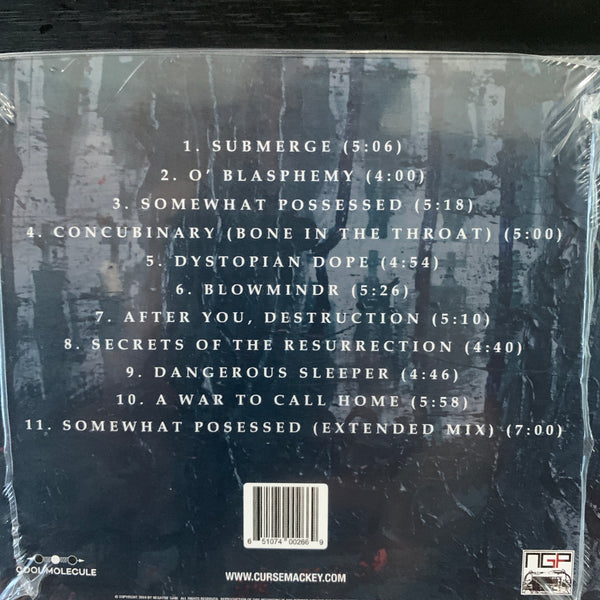 1. SUBMERGE (5:06)
2. O' BLASPHEMY (4:00)
3. SOMEWHAT POSSESSED (5:18)
4. CONCUBINARY (BONE IN THE THROAT) (5:00)
5. DYSTOPIAN DOPE (4:54)
6. BLOWMINDR (5:26)
7. AFTER YOU, DESTRUCTION (5:10)
8. SECRETS OF THE RESURRECTION (4:40)
9. DANGEROUS SLEEPER (4:46)
10. A WAR TO CALL HOME (5:58)
11. SOMEWHAT POSESSED (EXTENDED MIX) (7:00)
6 51074 00266 9
COOLMOLECULE
WWW.CURSEMACKEY.COM
NGP